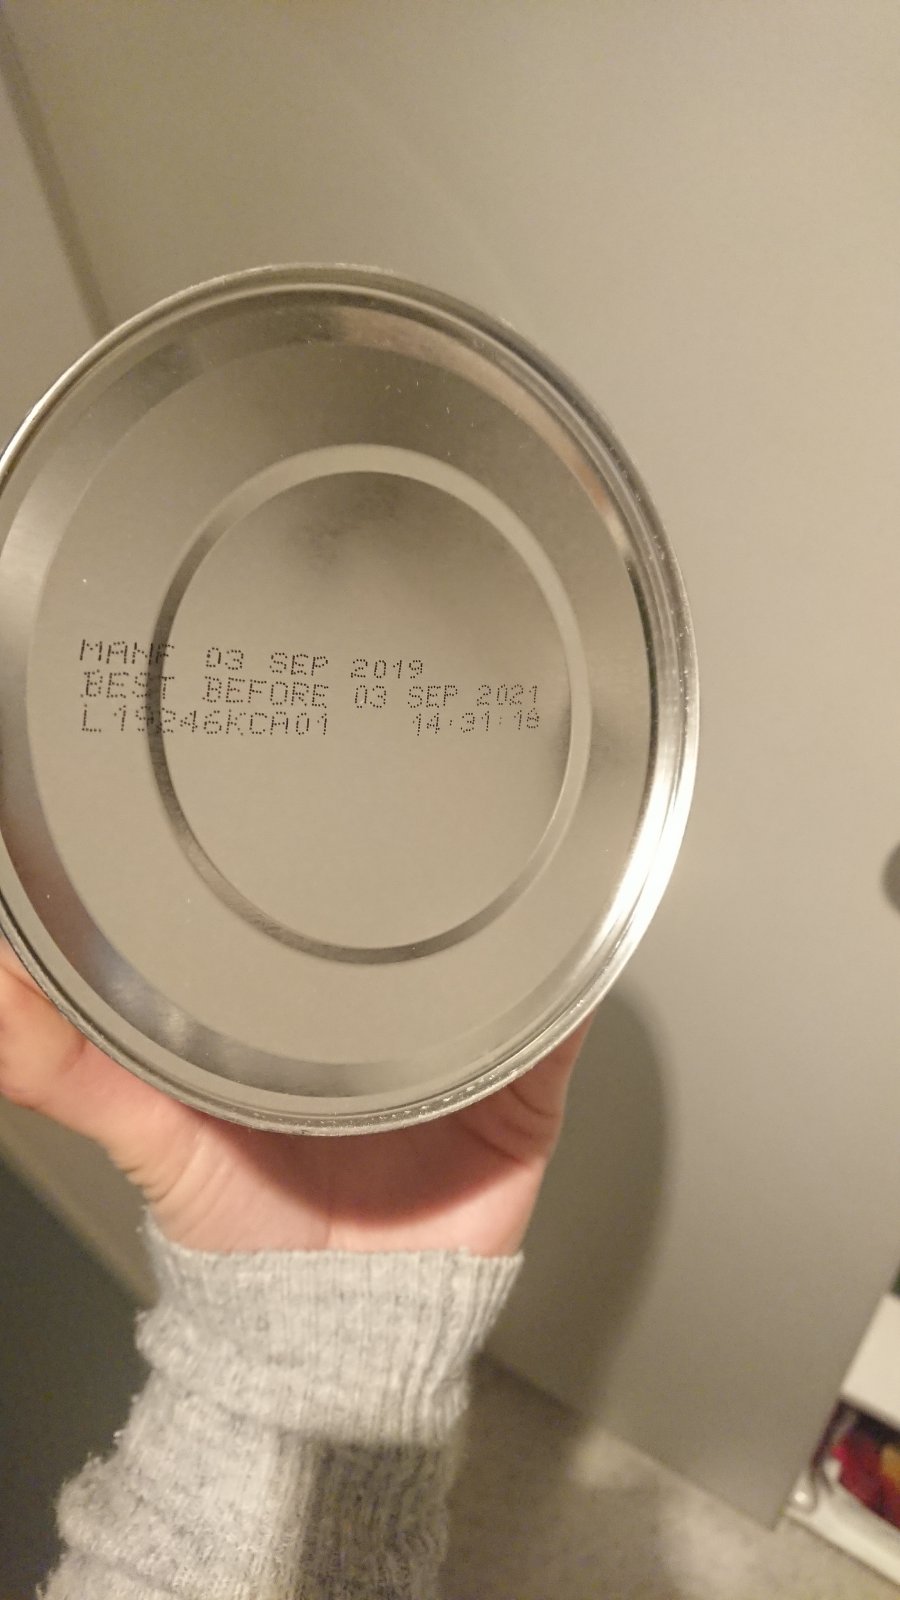 MANF 03 SEP 2019
BEST BEFORE 03 SEP 2021
L19246KCA01 14:31:18